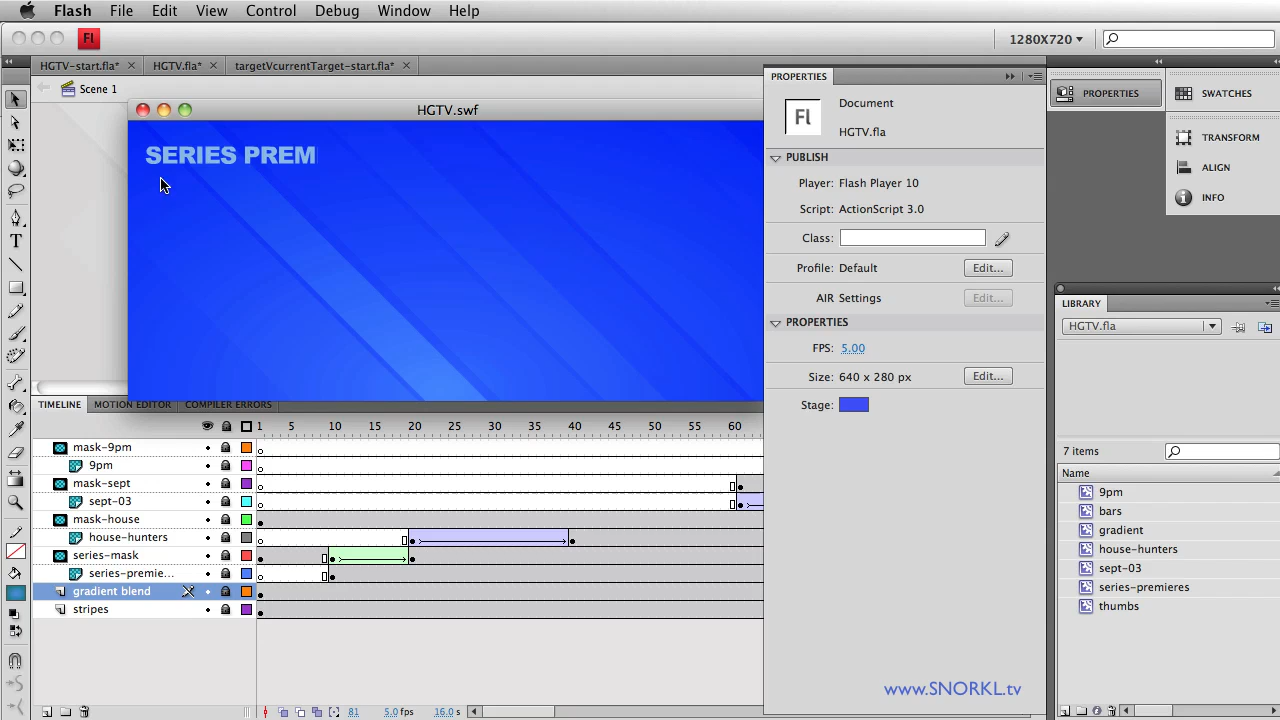 Flash File Edit View Control Debug Window Help
Fl 1280X720
HGTV-start.fla* HGTV.fla* targetVcurrentTarget-start.fla*
Scene 1
HGTV.swf
SERIES PREM
PROPERTIES
Fl Document
HGTV.fla
PUBLISH
Player: Flash Player 10
Script: ActionScript 3.0
Class:
Profile: Default Edit...
AIR Settings Edit...
PROPERTIES
FPS: 5.00
Size: 640 x 280 px Edit...
Stage:
PROPERTIES SWATCHES
TRANSFORM
ALIGN
INFO
LIBRARY
HGTV.fla
7 items
Name
9pm
bars
gradient
house-hunters
sept-03
series-premieres
thumbs
TIMELINE MOTION EDITOR COMPILER ERRORS
1 5 10 15 20 25 30 35 40 45 50 55 60
mask-9pm
9pm
mask-sept
sept-03
mask-house
house-hunters
series-mask
series-premie...
gradient blend
stripes
81 5.0 fps 16.0 s
www.SNORKL.tv